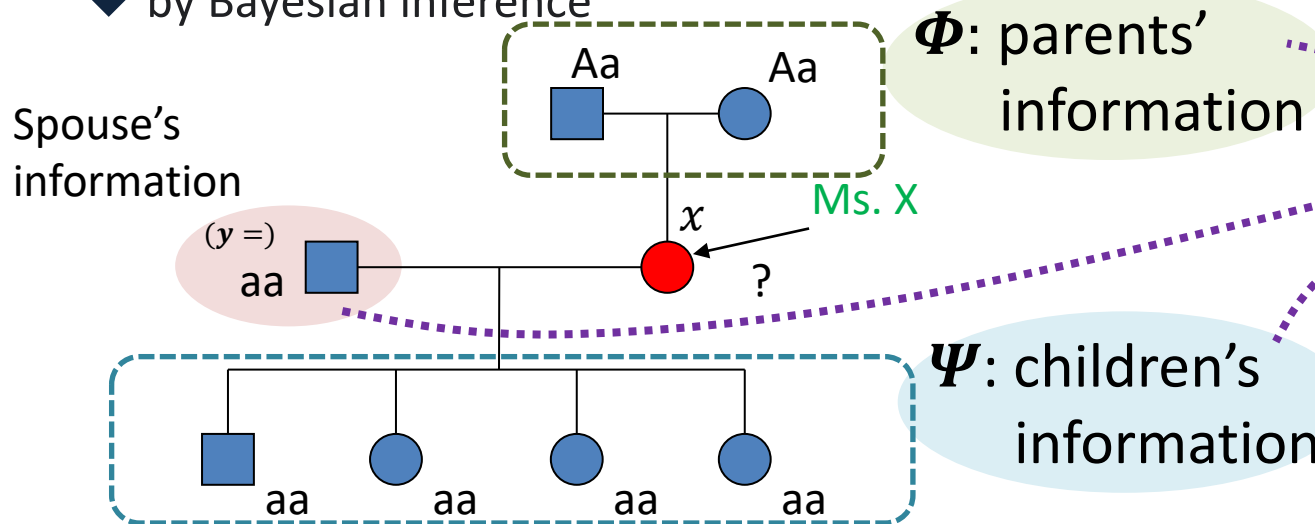 by Bayesian inference
Aa
Aa
Φ: parents’
information
Spouse’s
information
Ms. X
x
(y =)
aa
?
Ψ: children’s
information
aa
aa
aa
aa